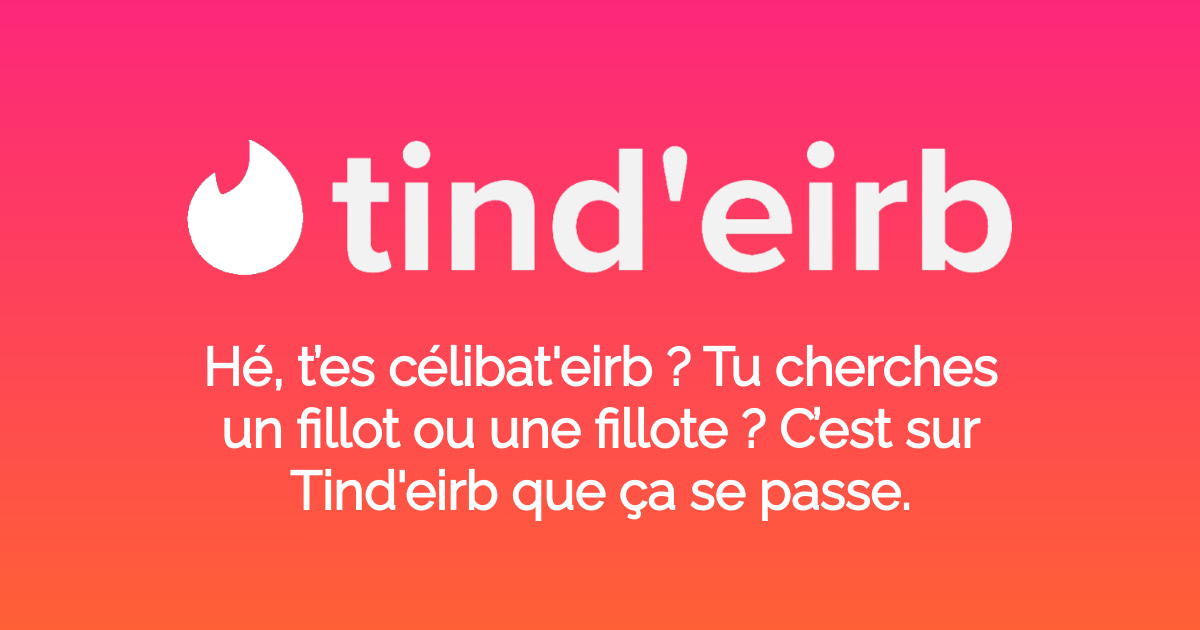 tind'eirb
Hé, t’es célibat'eirb ? Tu cherches
un fillot ou une fillote ? C’est sur
Tind'eirb que ça se passe.